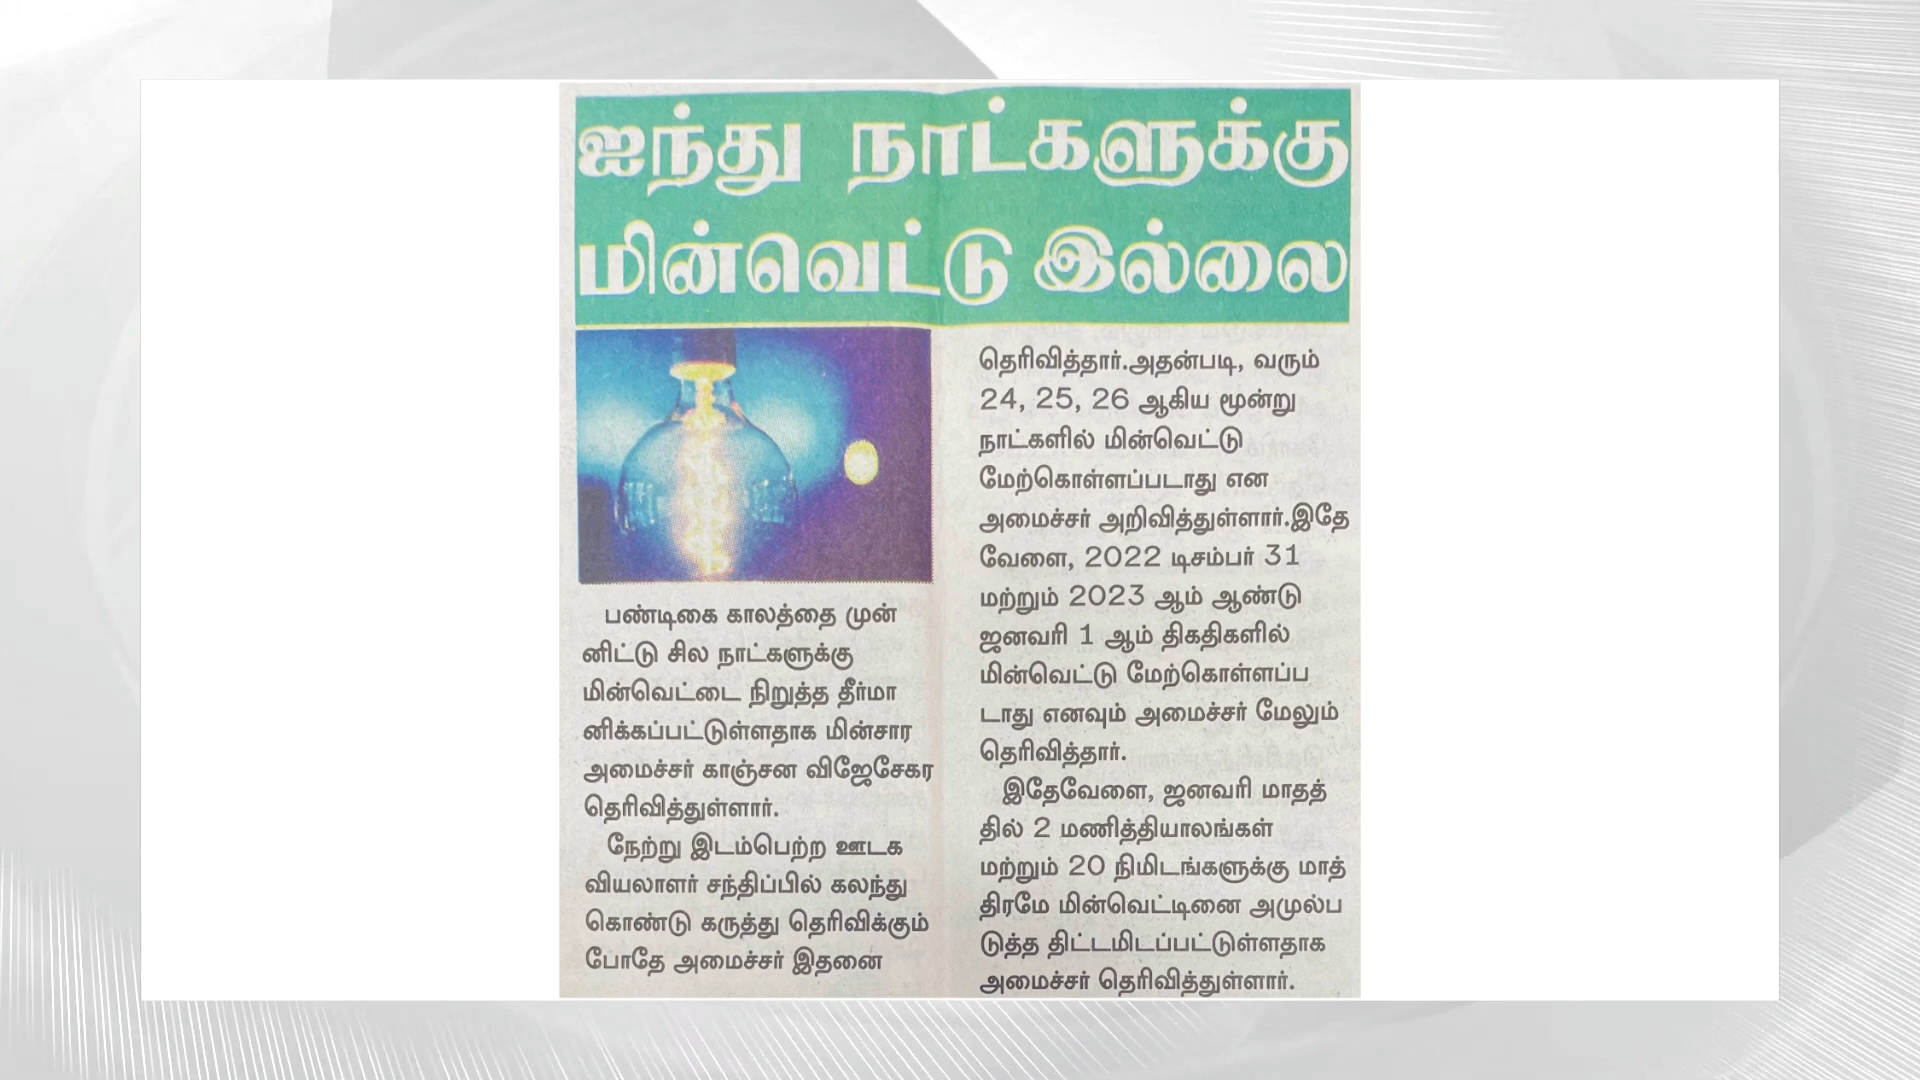 ஐந்து நாட்களுக்கு
மின்வெட்டு இல்லை
பண்டிகை காலத்தை முன்
னிட்டு சில நாட்களுக்கு
மின்வெட்டை நிறுத்த தீர்மா
னிக்கப்பட்டுள்ளதாக மின்சார
அமைச்சர் காஞ்சன விஜேசேகர
தெரிவித்துள்ளார்.
நேற்று இடம்பெற்ற ஊடக
வியலாளர் சந்திப்பில் கலந்து
கொண்டு கருத்து தெரிவிக்கும்
போதே அமைச்சர் இதனை
தெரிவித்தார்.அதன்படி, வரும்
24, 25, 26 ஆகிய மூன்று
நாட்களில் மின்வெட்டு
மேற்கொள்ளப்படாது என
அமைச்சர் அறிவித்துள்ளார்.இதே
வேளை, 2022 டிசம்பர் 31
மற்றும் 2023 ஆம் ஆண்டு
ஜனவரி 1 ஆம் திகதிகளில்
மின்வெட்டு மேற்கொள்ளப்ப
டாது எனவும் அமைச்சர் மேலும்
தெரிவித்தார்.
இதேவேளை, ஜனவரி மாதத்
தில் 2 மணித்தியாலங்கள்
மற்றும் 20 நிமிடங்களுக்கு மாத்
திரமே மின்வெட்டினை அமுல்ப
டுத்த திட்டமிடப்பட்டுள்ளதாக
அமைச்சர் தெரிவித்துள்ளார்.